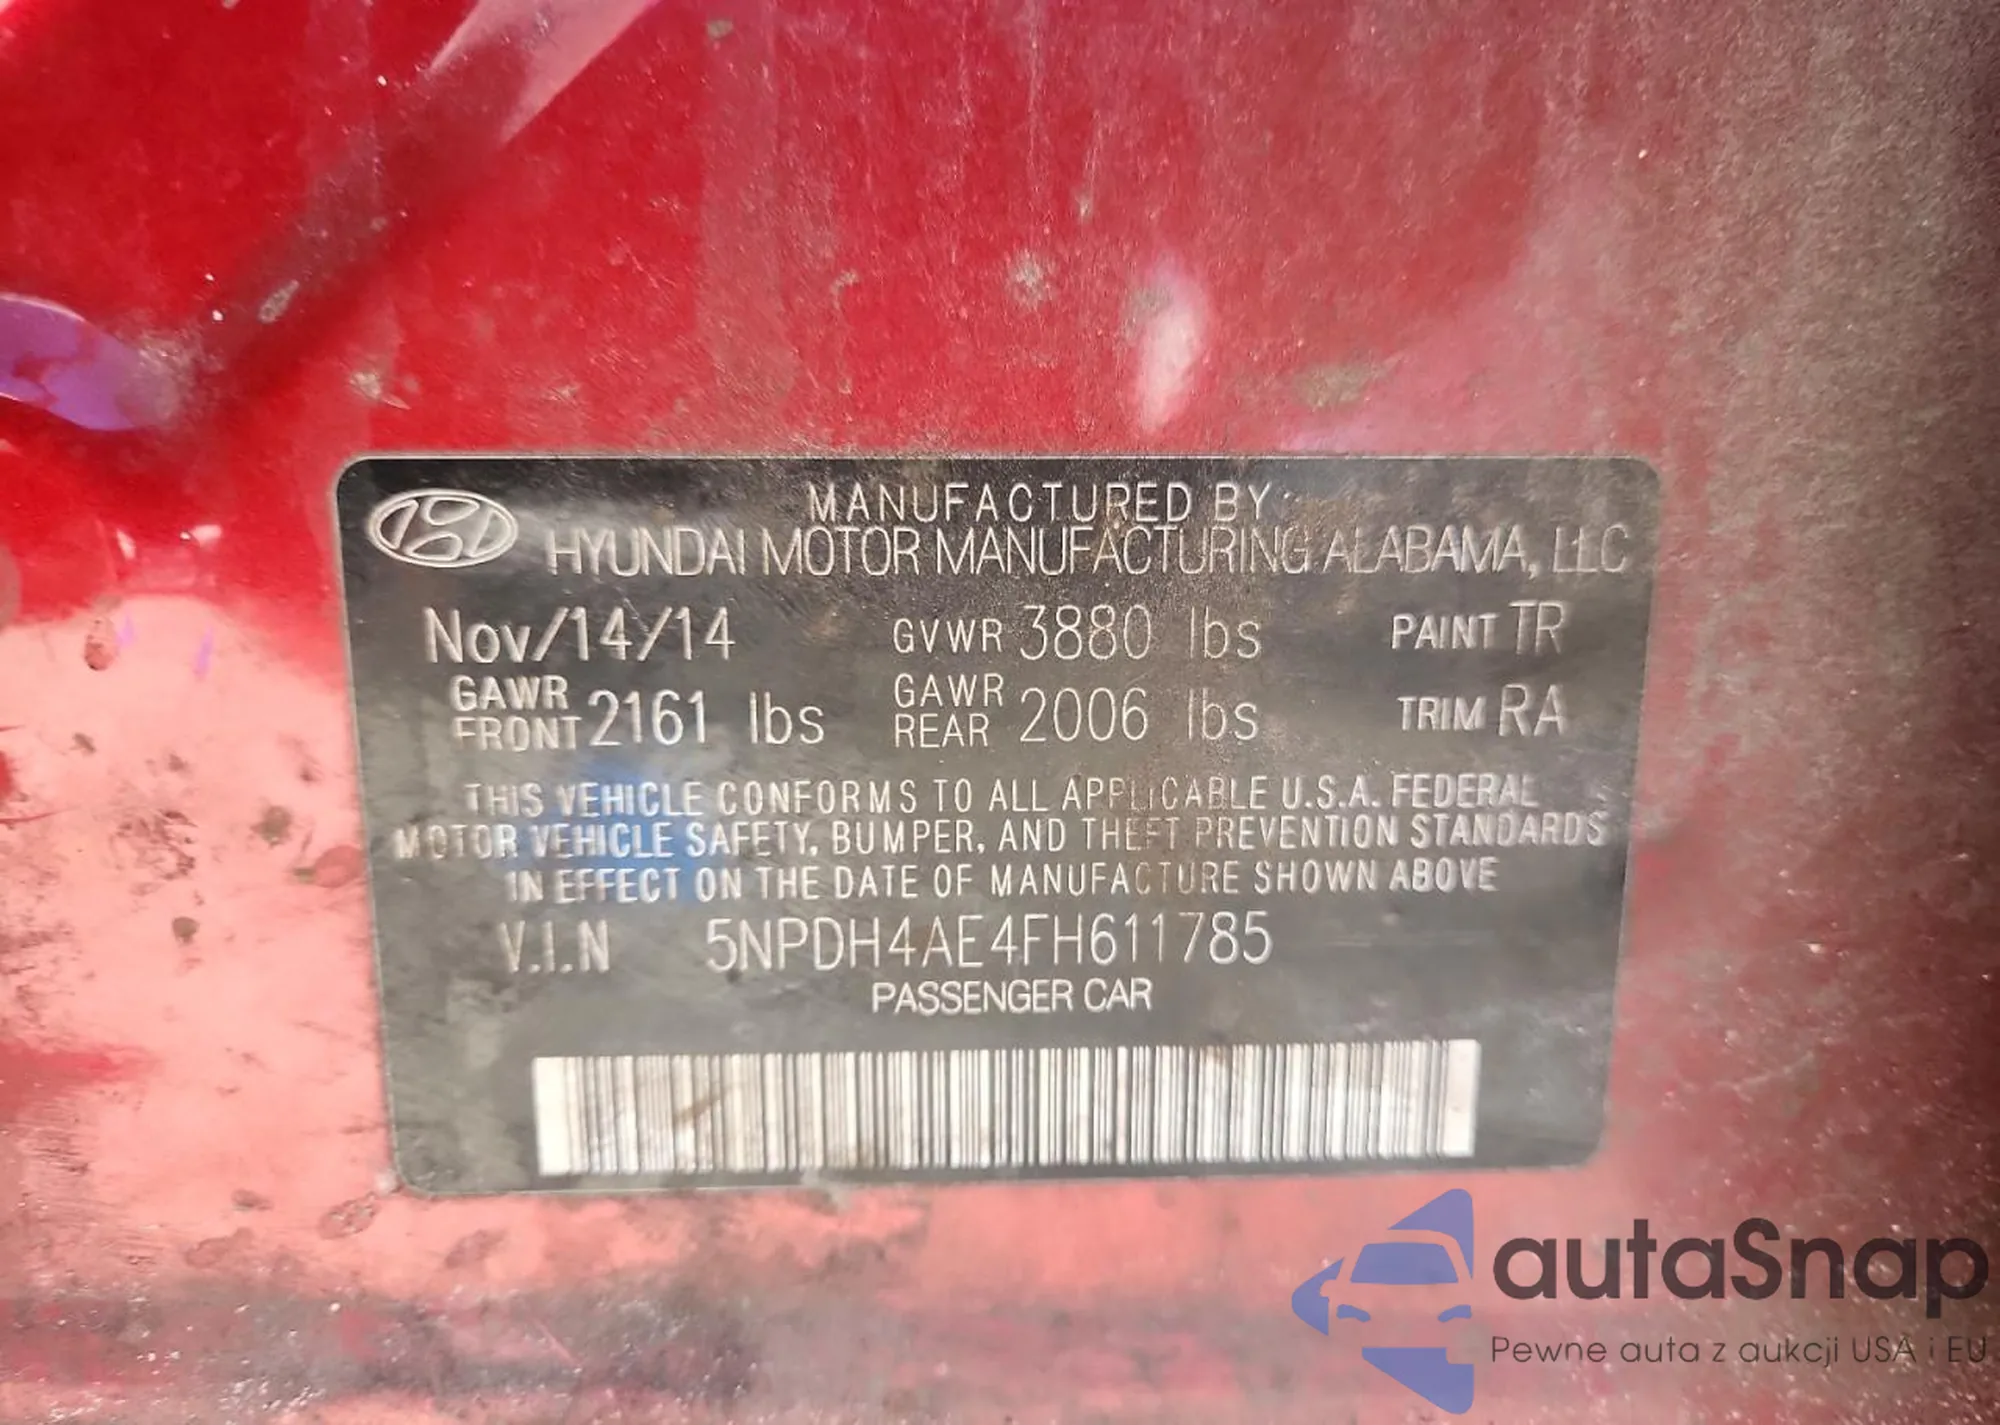 MANUFACTURED BY
HYUNDAI MOTOR MANUFACTURING ALABAMA, LLC
Nov/14/14 GVWR 3880 lbs PAINT TR
GAWR FRONT 2161 lbs GAWR REAR 2006 lbs TRIM RA
THIS VEHICLE CONFORMS TO ALL APPLICABLE U.S.A. FEDERAL
MOTOR VEHICLE SAFETY, BUMPER, AND THEFT PREVENTION STANDARDS
IN EFFECT ON THE DATE OF MANUFACTURE SHOWN ABOVE
V.I.N 5NPDH4AE4FH611785
PASSENGER CAR
autaSnap
Pewne auta z aukcji USA i EU